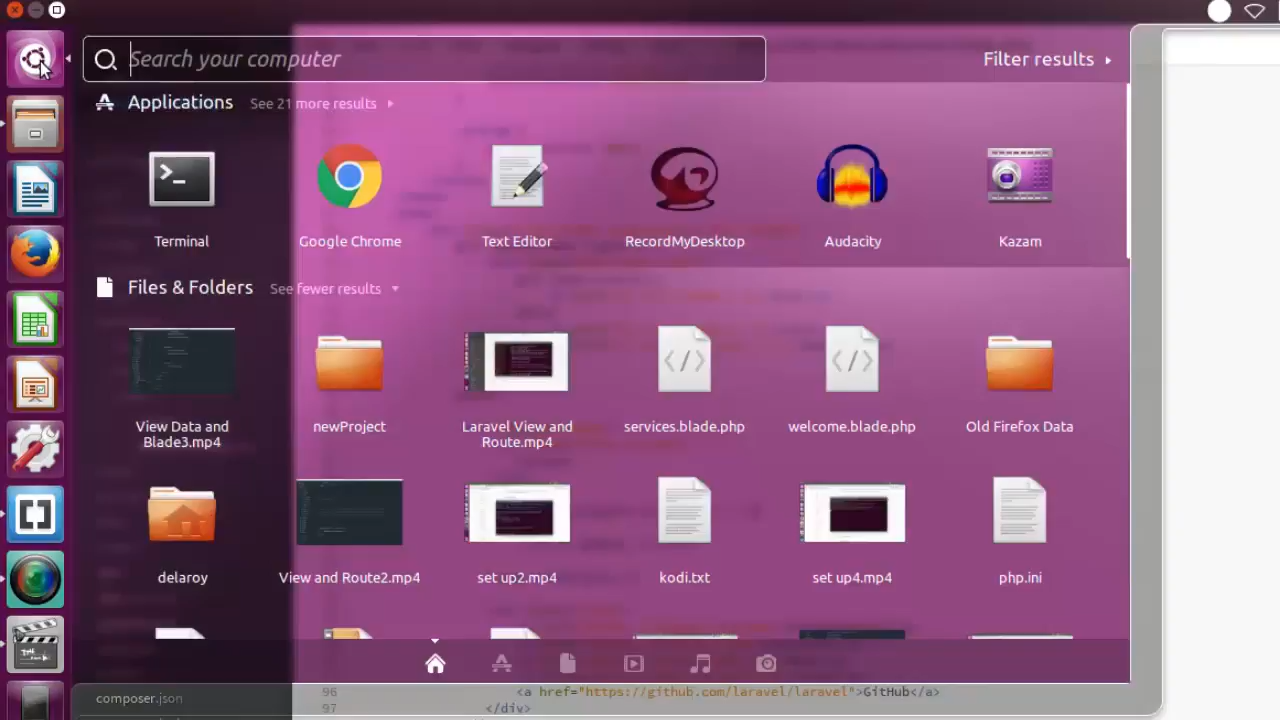 Search your computer
Filter results
Applications See 21 more results
Terminal
Google Chrome
Text Editor
RecordMyDesktop
Audacity
Kazam
Files & Folders See fewer results
View Data and
Blade3.mp4
newProject
Laravel View and
Route.mp4
services.blade.php
welcome.blade.php
Old Firefox Data
delaroy
View and Route2.mp4
set up2.mp4
kodi.txt
set up4.mp4
php.ini
composer.json
96 <a href="https://github.com/laravel/laravel">GitHub</a>
97 </div>